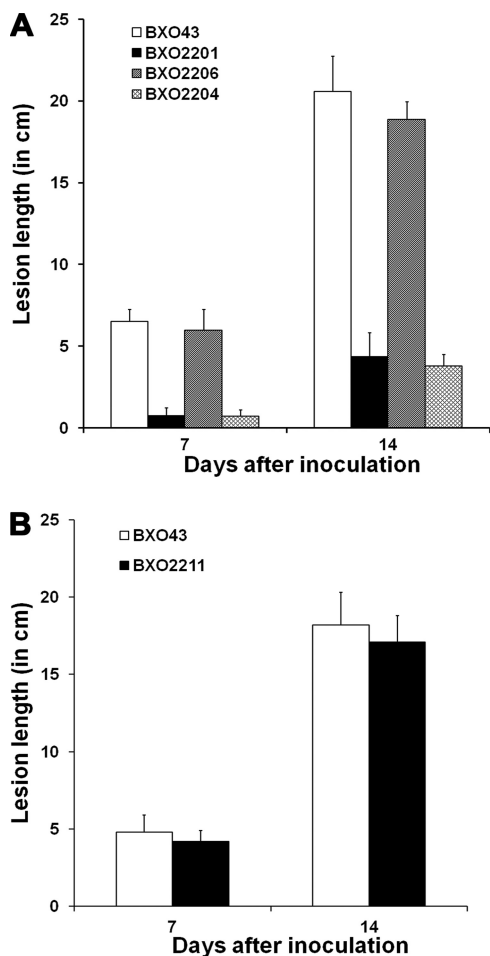 A
BXO43
BXO2201
BXO2206
BXO2204
25
20
15
10
5
0
Lesion length (in cm)
7
14
Days after inoculation
B
BXO43
BXO2211
25
20
15
10
5
0
Lesion length (in cm)
7
14
Days after inoculation